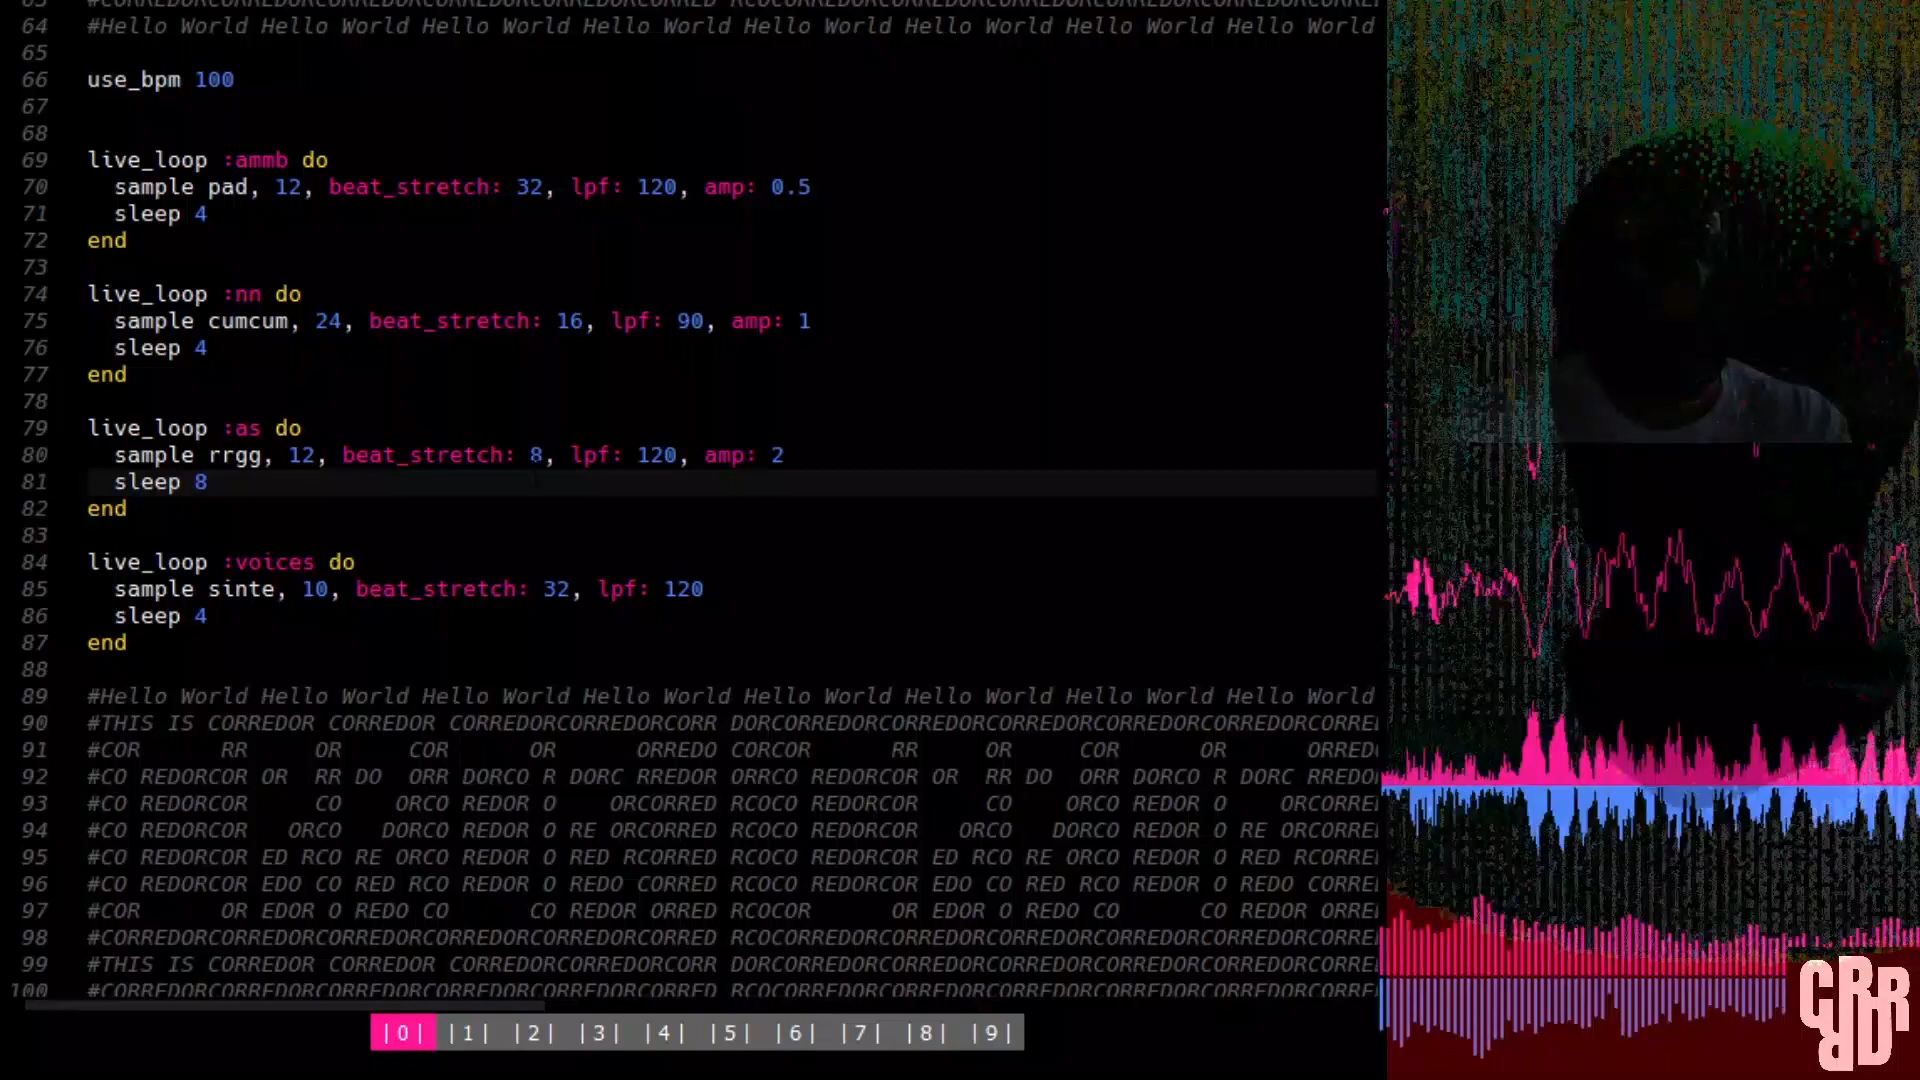 64 #Hello World Hello World Hello World Hello World Hello World Hello World Hello World Hello World
65
66 use_bpm 100
67
68
69 live_loop :ammb do
70 sample pad, 12, beat_stretch: 32, lpf: 120, amp: 0.5
71 sleep 4
72 end
73
74 live_loop :nn do
75 sample cumcum, 24, beat_stretch: 16, lpf: 90, amp: 1
76 sleep 4
77 end
78
79 live_loop :as do
80 sample rrgg, 12, beat_stretch: 8, lpf: 120, amp: 2
81 sleep 8
82 end
83
84 live_loop :voices do
85 sample sinte, 10, beat_stretch: 32, lpf: 120
86 sleep 4
87 end
88
89 #Hello World Hello World Hello World Hello World Hello World Hello World Hello World Hello World
90 #THIS IS CORREDOR CORREDOR CORREDORCORREDORCORR DORCORREDORCORREDORCORREDORCORREDORCORREDORCORRE
91 #COR      RR     OR     COR      OR      ORREDO CORCOR      RR     OR     COR      OR      ORRED
92 #CO REDORCOR OR  RR DO  ORR DORCO R DORC RREDOR ORRCO REDORCOR OR  RR DO  ORR DORCO R DORC RREDO
93 #CO REDORCOR     CO    ORCO REDOR O    ORCORRED RCOCO REDORCOR     CO    ORCO REDOR O    ORCORRE
94 #CO REDORCOR   ORCO   DORCO REDOR O RE ORCORRED RCOCO REDORCOR   ORCO   DORCO REDOR O RE ORCORRE
95 #CO REDORCOR ED RCO RE ORCO REDOR O RED RCORRED RCOCO REDORCOR ED RCO RE ORCO REDOR O RED RCORRE
96 #CO REDORCOR EDO CO RED RCO REDOR O REDO CORRED RCOCO REDORCOR EDO CO RED RCO REDOR O REDO CORRE
97 #COR      OR EDOR O REDO CO      CO REDOR ORRED RCOCOR      OR EDOR O REDO CO      CO REDOR ORRE
98 #CORREDORCORREDORCORREDORCORREDORCORREDORCORRED RCOCORREDORCORREDORCORREDORCORREDORCORREDORCORRE
99 #THIS IS CORREDOR CORREDOR CORREDORCORREDORCORR DORCORREDORCORREDORCORREDORCORREDORCORREDORCORRE
100 #CORREDORCORREDORCORREDORCORREDORCORREDORCORRED RCOCORREDORCORREDORCORREDORCORREDORCORREDORCORRE
|0| |1| |2| |3| |4| |5| |6| |7| |8| |9|